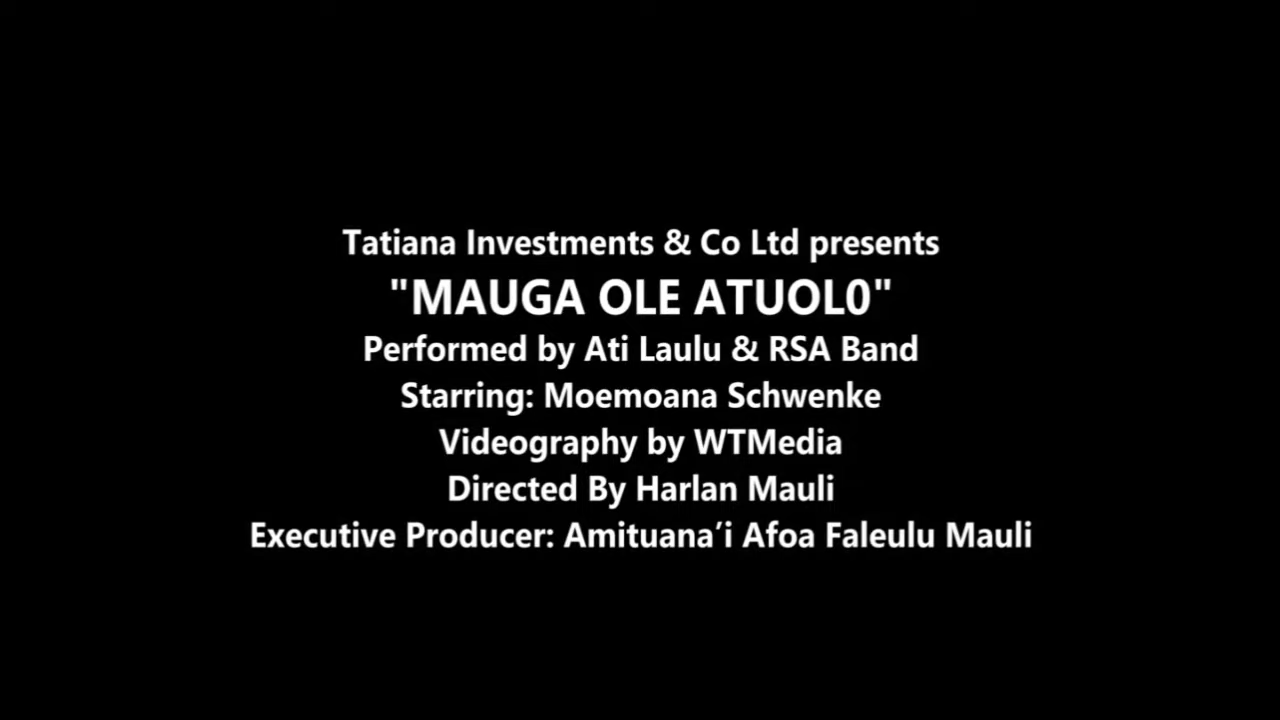 Tatiana Investments & Co Ltd presents
"MAUGA OLE ATUOL0"
Performed by Ati Laulu & RSA Band
Starring: Moemoana Schwenke
Videography by WTMedia
Directed By Harlan Mauli
Executive Producer: Amituana’i Afoa Faleulu Mauli